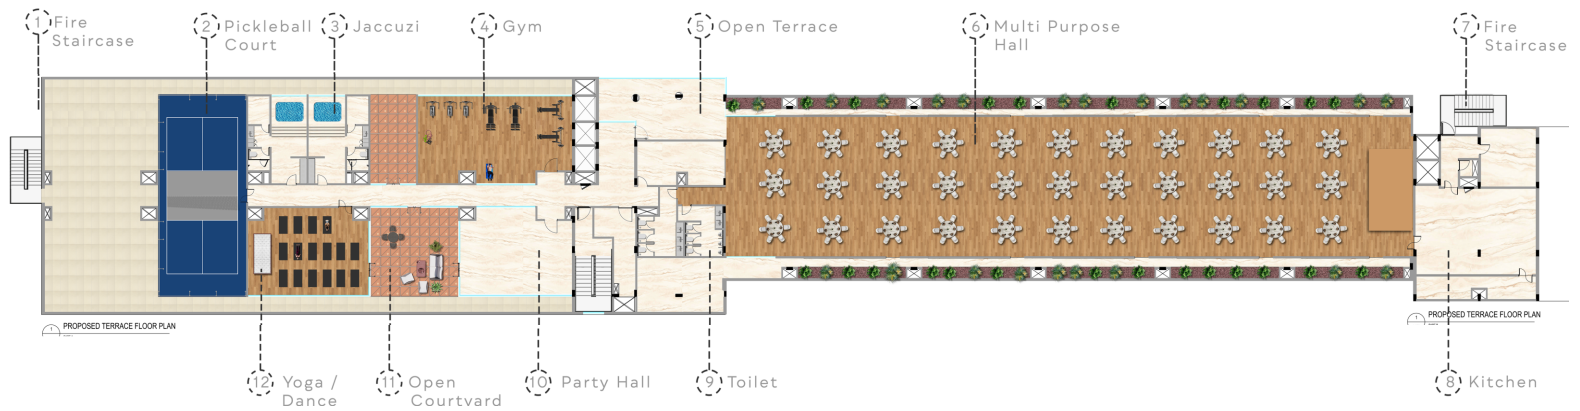 1 Fire
Staircase
2 Pickleball
Court
3 Jaccuzi
4 Gym
5 Open Terrace
6 Multi Purpose
Hall
7 Fire
Staircase
1 PROPOSED TERRACE FLOOR PLAN
1 PROPOSED TERRACE FLOOR PLAN
12 Yoga /
Dance
11 Open
Courtyard
10 Party Hall
9 Toilet
8 Kitchen